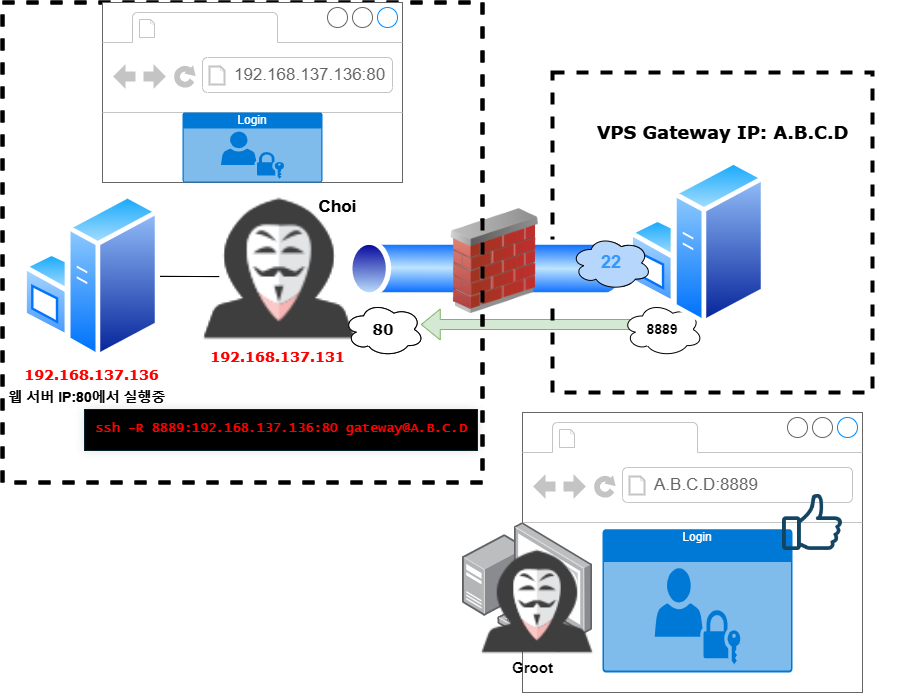 192.168.137.136:80
Login
Choi
VPS Gateway IP: A.B.C.D
22
80
8889
192.168.137.131
192.168.137.136
웹 서버 IP:80에서 실행중
ssh -R 8889:192.168.137.136:80 gateway@A.B.C.D
A.B.C.D:8889
Login
Groot